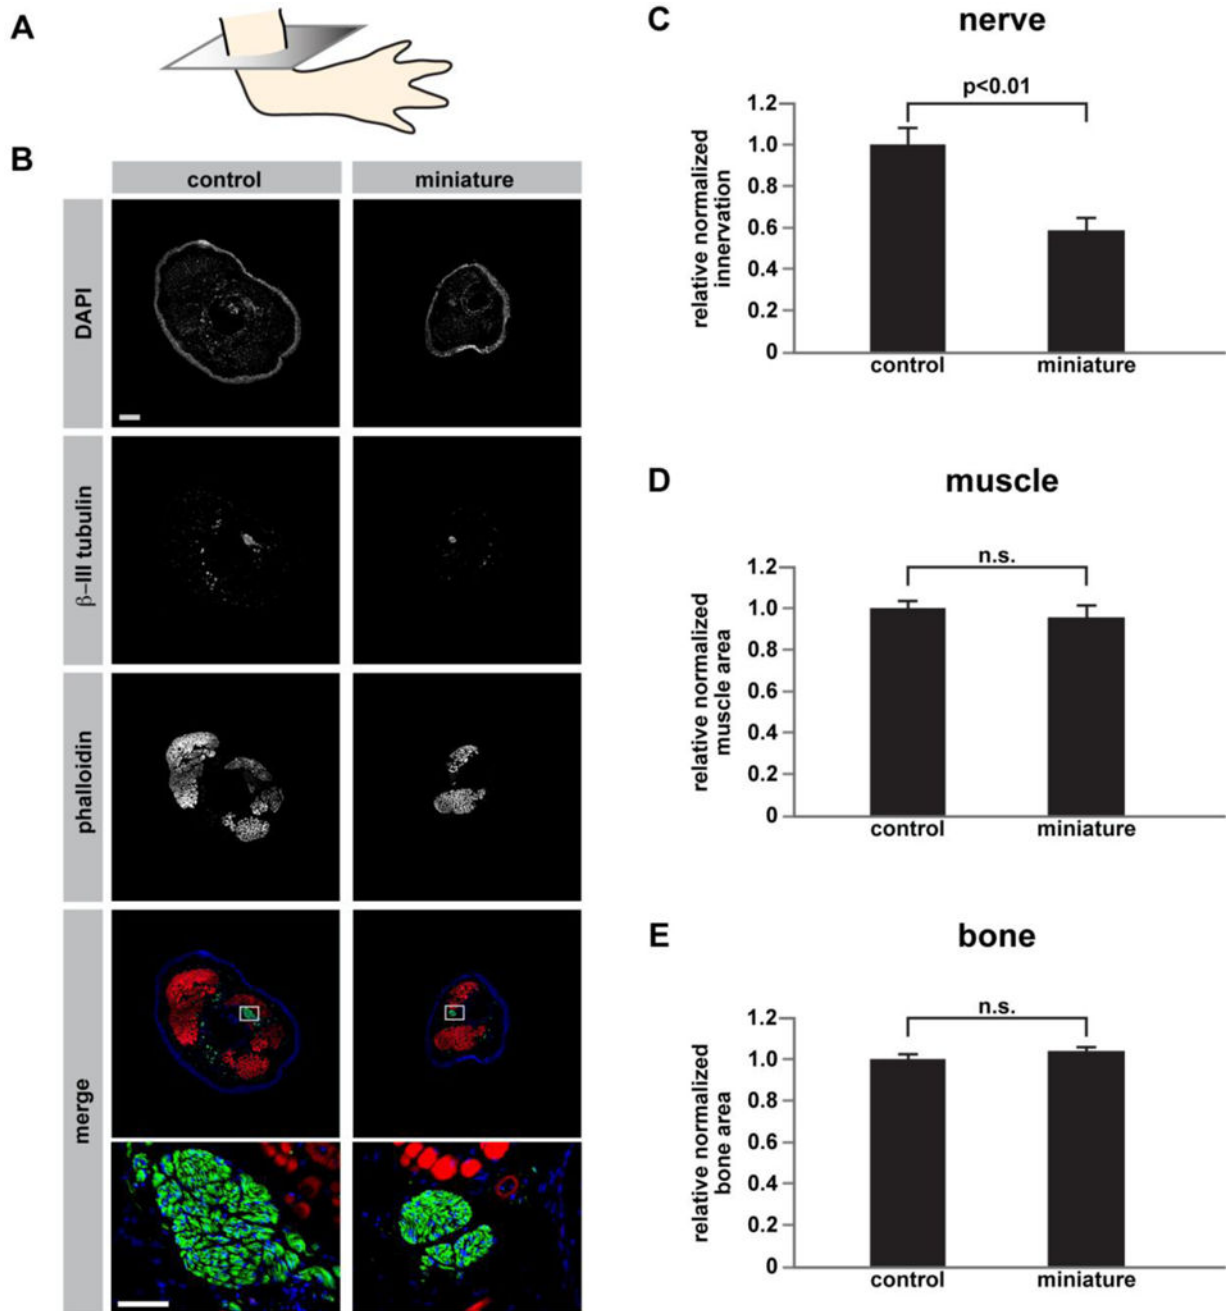 A
B
control
miniature
DAPI
β–III tubulin
phalloidin
merge
C
nerve
p<0.01
relative normalized
innervation
1.2
1.0
0.8
0.6
0.4
0.2
0
control
miniature
D
muscle
n.s.
relative normalized
muscle area
1.2
1.0
0.8
0.6
0.4
0.2
0
control
miniature
E
bone
n.s.
relative normalized
bone area
1.2
1.0
0.8
0.6
0.4
0.2
0
control
miniature